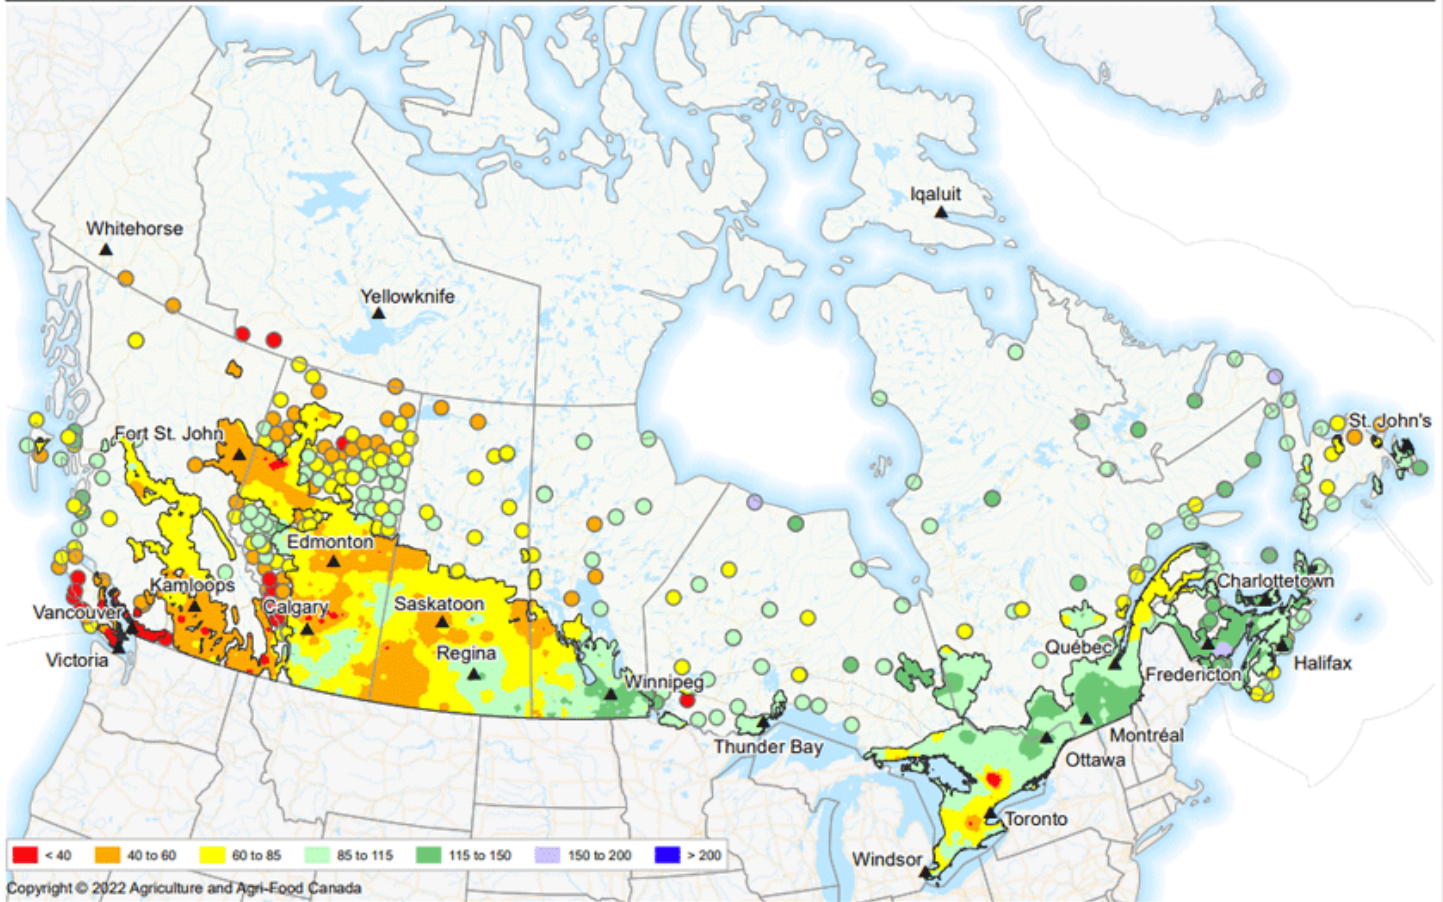 Iqaluit
Whitehorse
Yellowknife
St. John's
Fort St. John
Edmonton
Charlottetown
Kamloops
Saskatoon
Calgary
Vancouver
Québec
Regina
Victoria
Halifax
Fredericton
Winnipeg
Montréal
Thunder Bay
Ottawa
Toronto
Windsor
< 40 40 to 60 60 to 85 85 to 115 115 to 150 150 to 200 > 200
Copyright © 2022 Agriculture and Agri-Food Canada